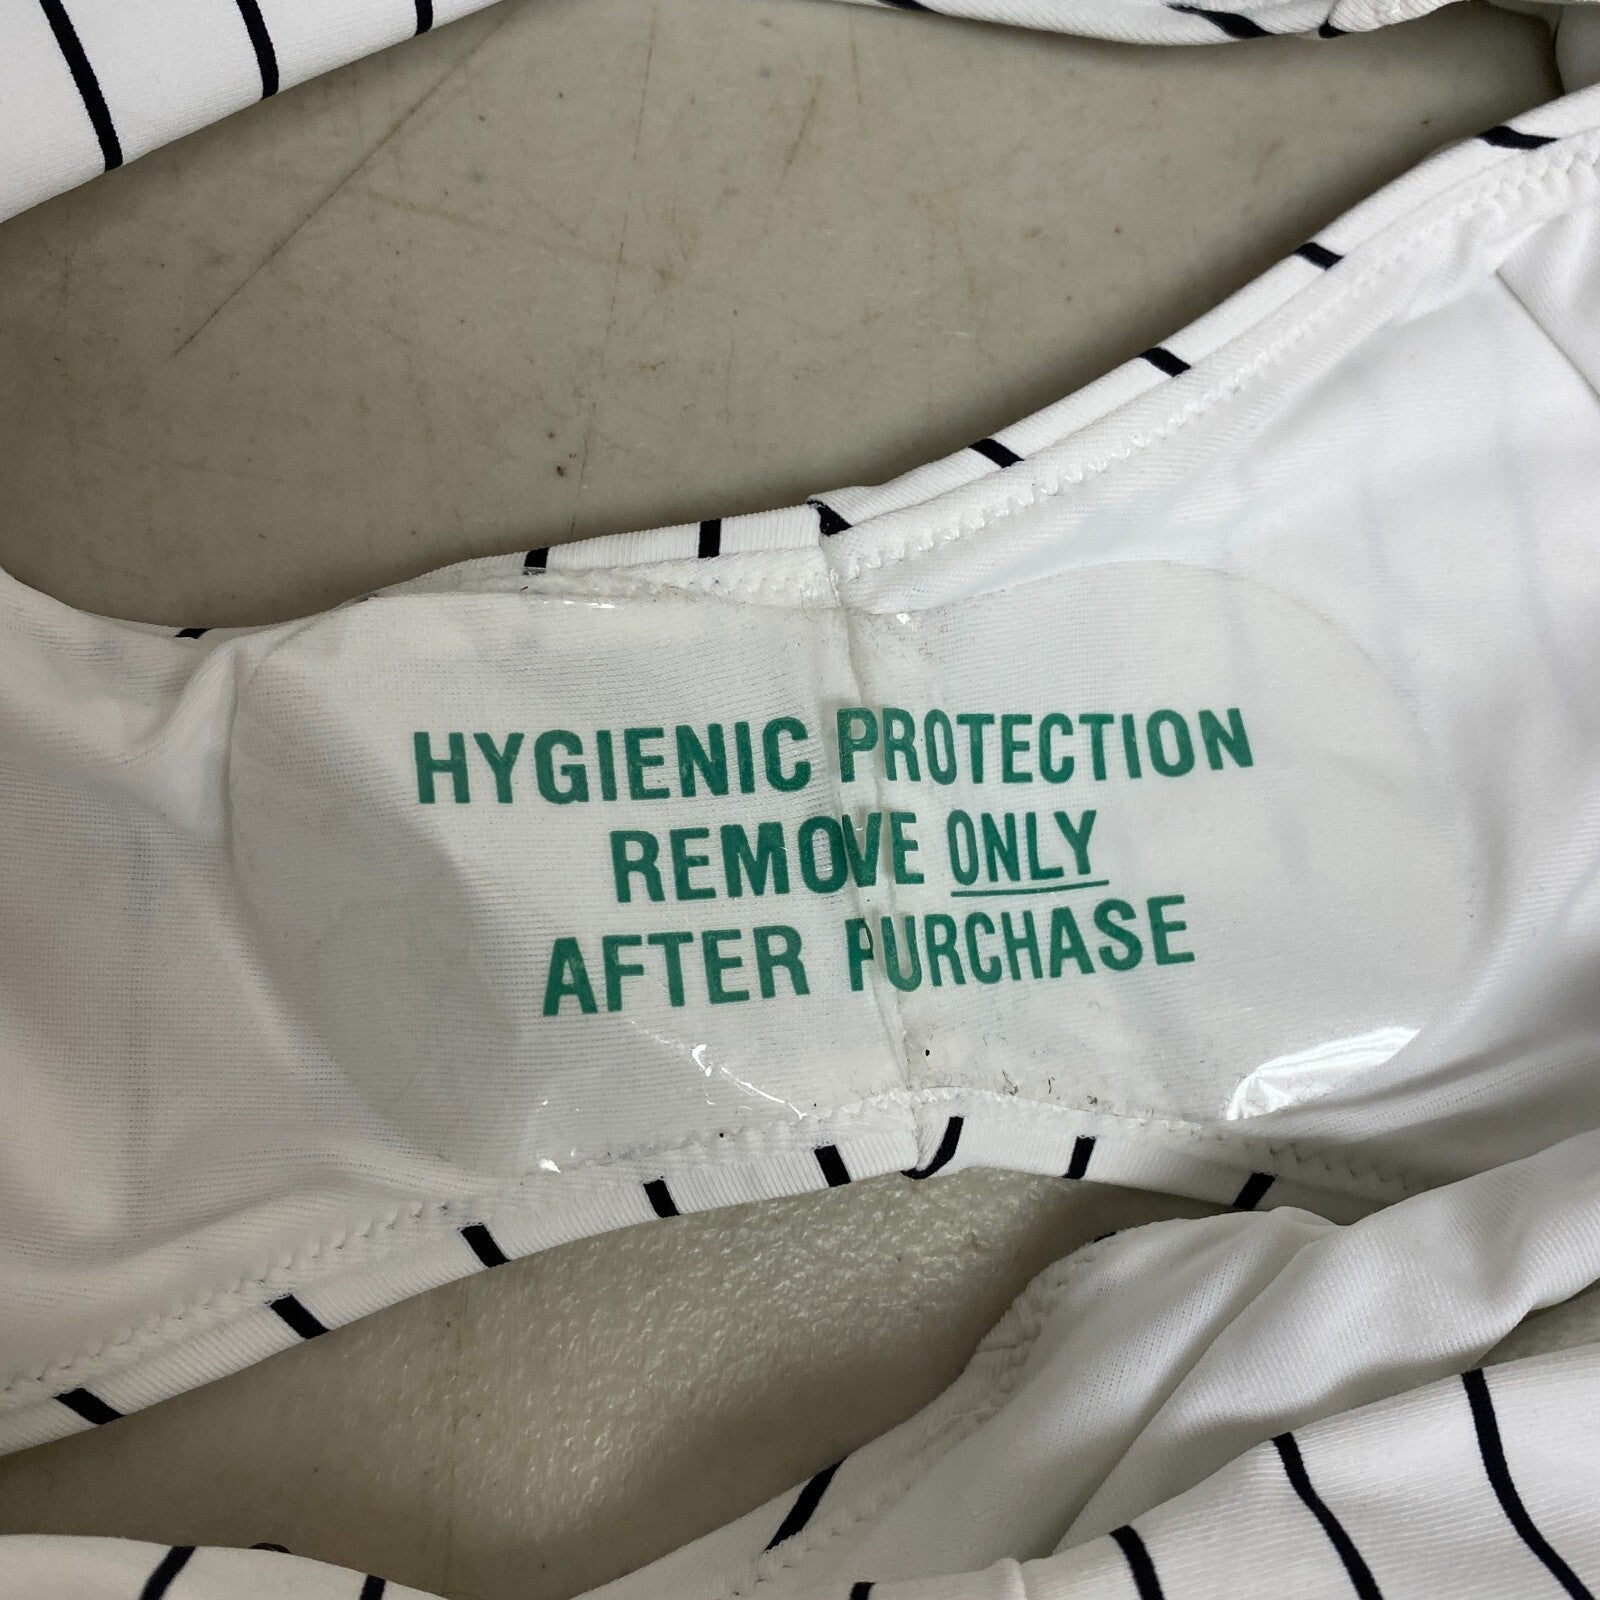 HYGIENIC PROTECTION
REMOVE ONLY
AFTER PURCHASE